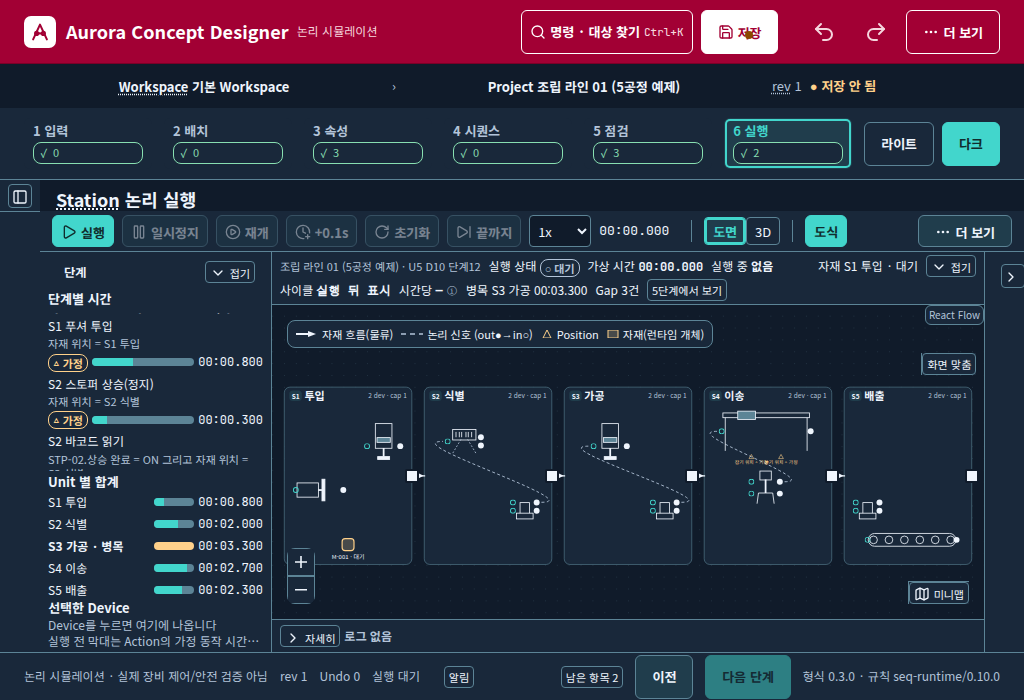 Aurora Concept Designer 논리 시뮬레이션
명령 · 대상 찾기 Ctrl+K
저장
··· 더 보기
Workspace 기본 Workspace
›
Project 조립 라인 01 (5공정 예제)
rev 1 ● 저장 안 됨
1 입력
√ 0
2 배치
√ 0
3 속성
√ 3
4 시퀀스
√ 0
5 점검
√ 3
6 실행
√ 2
라이트
다크
Station 논리 실행
실행
일시정지
재개
+0.1s
초기화
끝까지
1x
00:00.000
도면
3D
도식
··· 더 보기
단계
접기
단계별 시간
S1 푸셔 투입
자재 위치 = S1 투입
▵ 가정
00:00.800
S2 스토퍼 상승(정지)
자재 위치 = S2 식별
▵ 가정
00:00.300
S2 바코드 읽기
STP-02.상승 완료 = ON 그리고 자재 위치 =
Unit 별 합계
S1 투입 00:00.800
S2 식별 00:02.000
S3 가공 · 병목 00:03.300
S4 이송 00:02.700
S5 배출 00:02.300
선택한 Device
Device를 누르면 여기에 나옵니다
실행 전 막대는 Action의 가정 동작 시간…
조립 라인 01 (5공정 예제) · U5 D10 단계12 실행 상태 ○ 대기 가상 시간 00:00.000 실행 중 없음
자재 S1 투입 · 대기
접기
사이클 실행 뒤 표시 시간당 – ⓘ 병목 S3 가공 00:03.300 Gap 3건
5단계에서 보기
React Flow
자재 흐름(물류) 논리 신호 (out●→in○) △ Position 자재(런타임 개체)
화면 맞춤
S1 투입 2 dev · cap 1
S2 식별 2 dev · cap 1
S3 가공 2 dev · cap 1
S4 이송 2 dev · cap 1
S5 배출 2 dev · cap 1
M-001 · 대기
+
−
미니맵
자세히 로그 없음
논리 시뮬레이션 · 실제 장비 제어/안전 검증 아님 rev 1 Undo 0 실행 대기
알림
남은 항목 2
이전
다음 단계
형식 0.3.0 · 규칙 seq-runtime/0.10.0